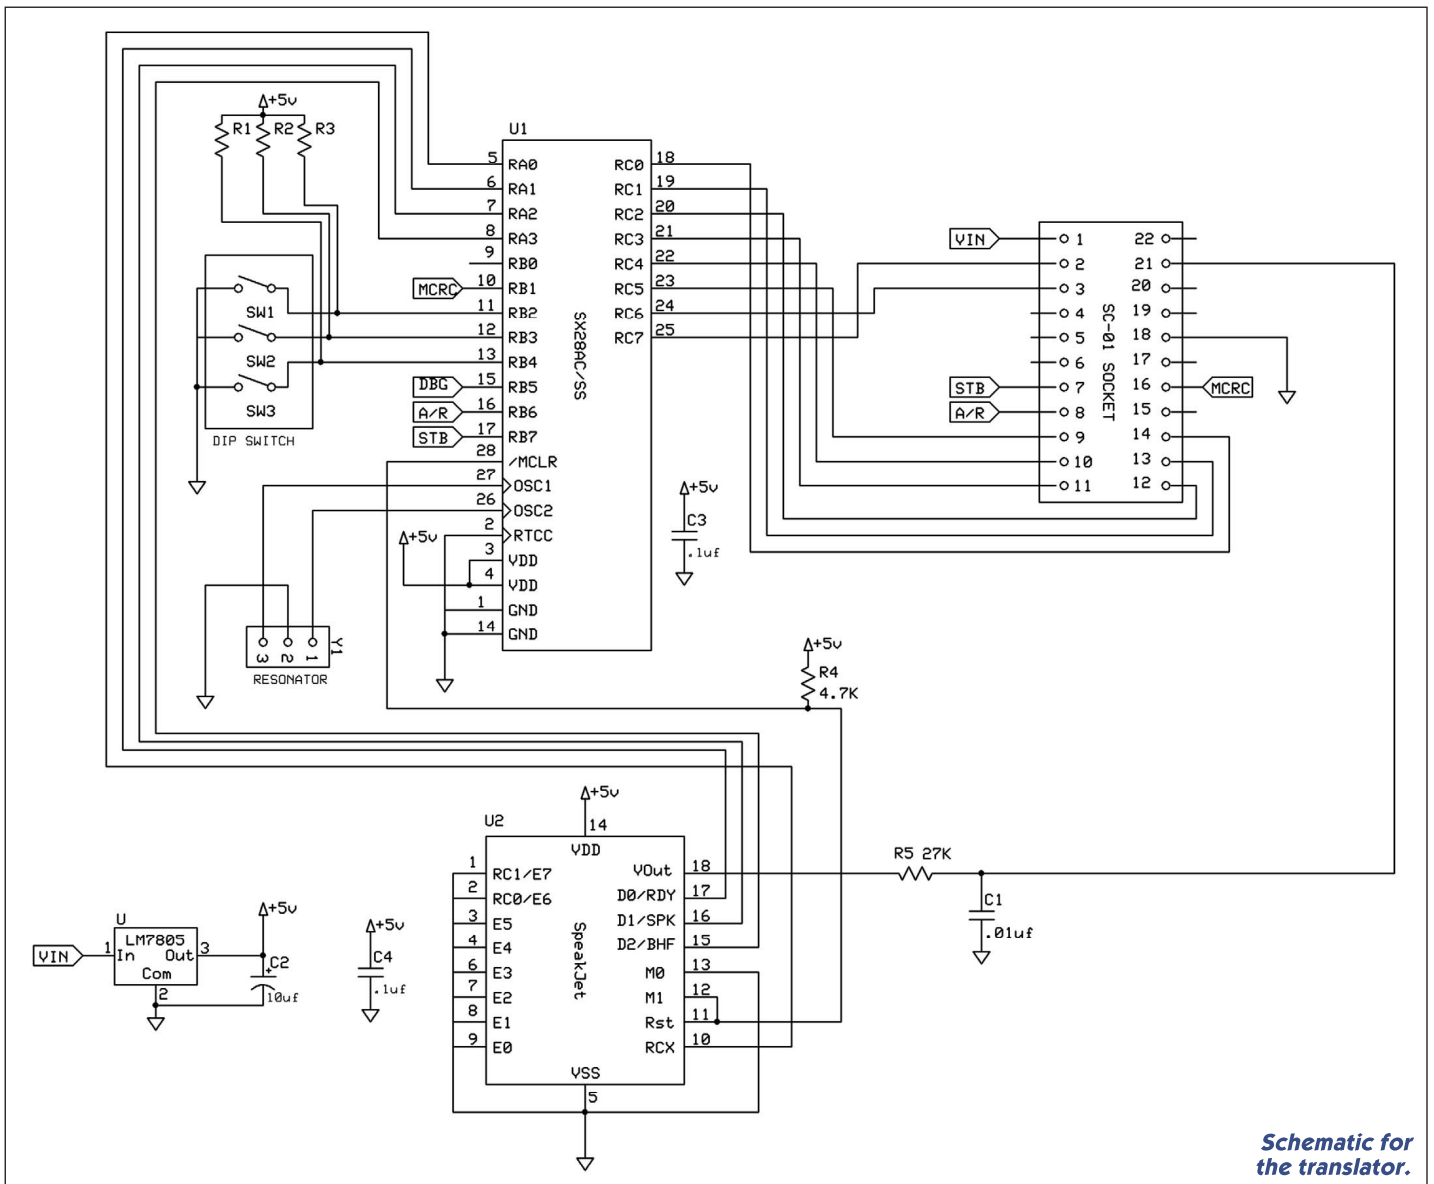 +5v
R1 R2 R3
SW1
SW2
SW3
DIP SWITCH
U1
SX28AC/SS
5 RA0
6 RA1
7 RA2
8 RA3
9 RB0
MCRC 10 RB1
11 RB2
12 RB3
13 RB4
DBG 15 RB5
A/R 16 RB6
STB 17 RB7
28 /MCLR
27 OSC1
26 OSC2
2 RTCC
3 VDD
4 VDD
1 GND
14 GND
+5v
RC0 18
RC1 19
RC2 20
RC3 21
RC4 22
RC5 23
RC6 24
RC7 25
3 2 1
Y1
RESONATOR
+5v
C3
.1uf
SC-01 SOCKET
VIN 1 22
2 21
3 20
4 19
5 18
6 17
STB 7 16 MCRC
A/R 8 15
9 14
10 13
11 12
+5v
R4
4.7K
U2
+5v
14
VDD
SpeakJet
1 RC1/E7
2 RC0/E6
3 E5
4 E4
6 E3
7 E2
8 E1
9 E0
VOut 18
D0/RDY 17
D1/SPK 16
D2/BHF 15
M0 13
M1 12
Rst 11
RCX 10
VSS
5
R5 27K
C1
.01uf
U
LM7805
VIN 1 In Out 3
Com
2
+5v
+
C2
10uf
+5v
C4
.1uf
Schematic for
the translator.